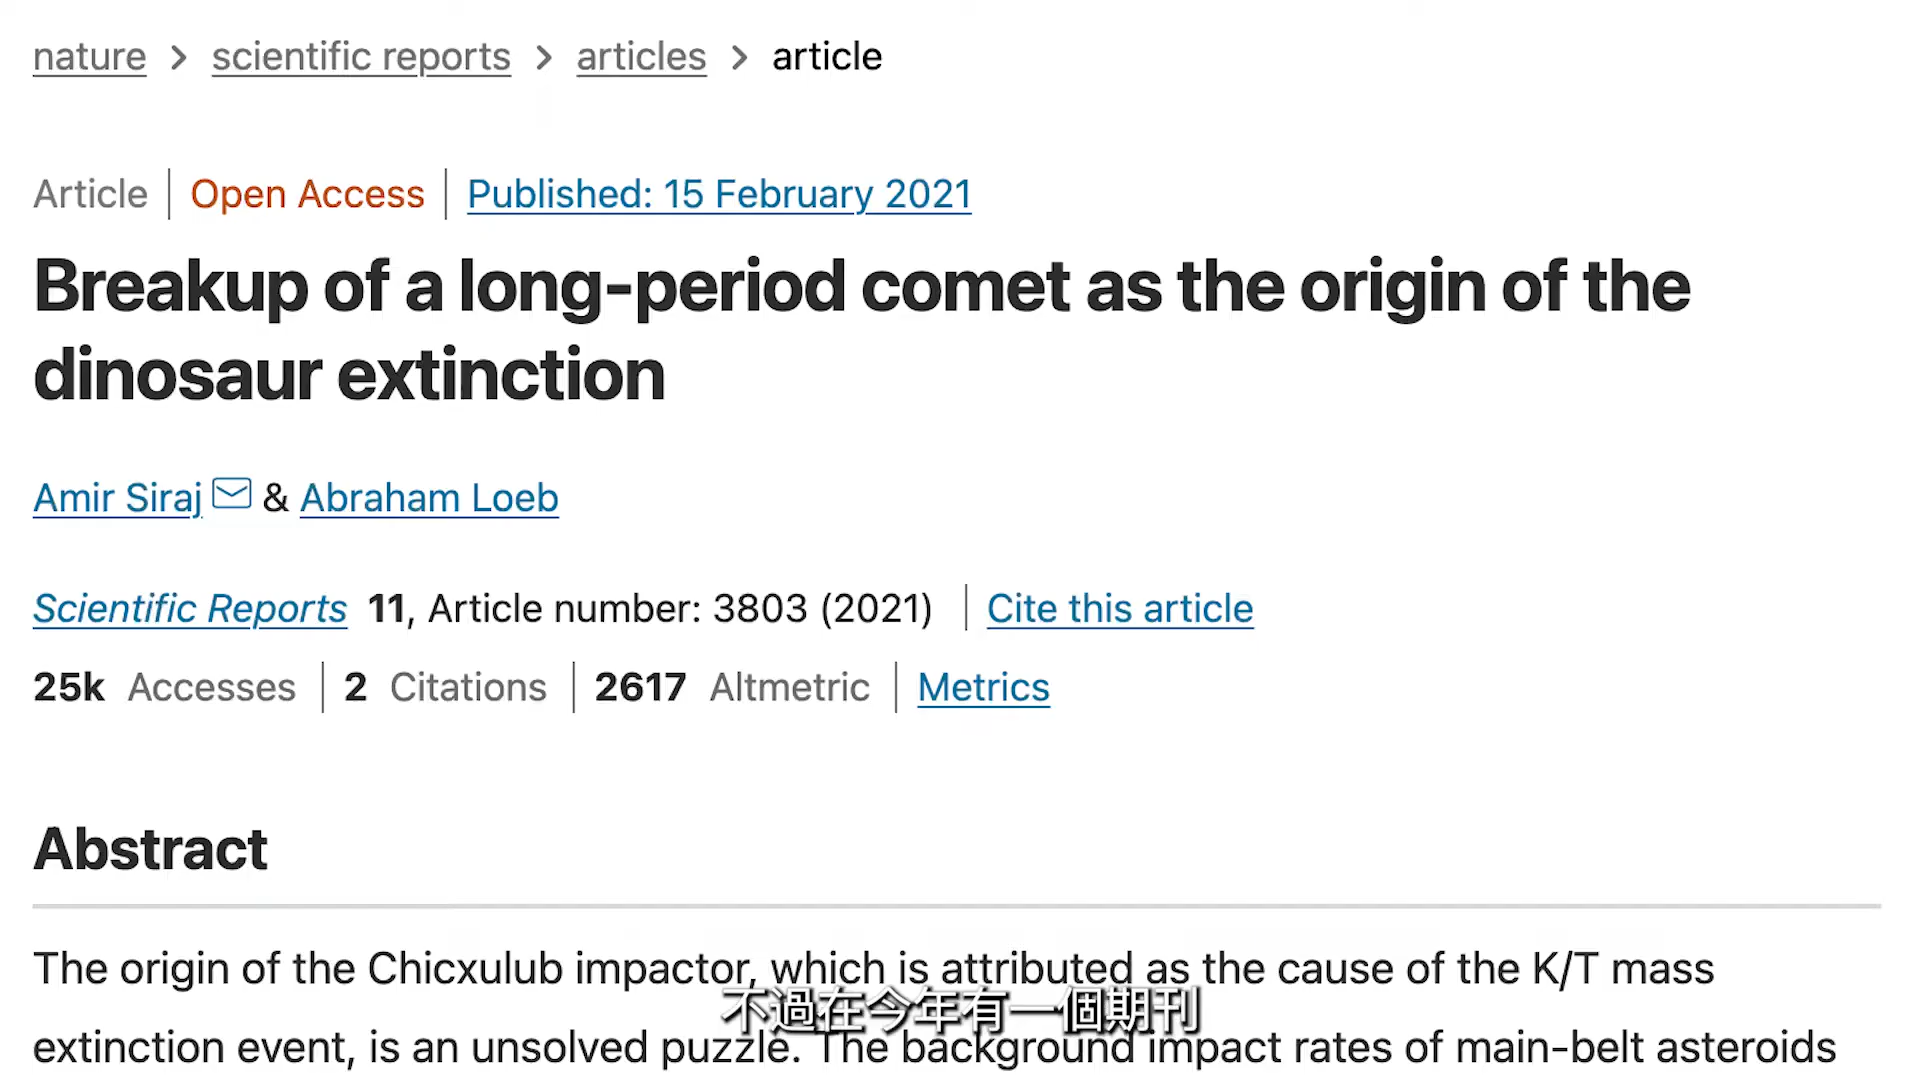 nature > scientific reports > articles > article
Article | Open Access | Published: 15 February 2021
Breakup of a long-period comet as the origin of the
dinosaur extinction
Amir Siraj & Abraham Loeb
Scientific Reports 11, Article number: 3803 (2021) | Cite this article
25k Accesses | 2 Citations | 2617 Altmetric | Metrics
Abstract
The origin of the Chicxulub impactor, which is attributed as the cause of the K/T mass
不過在今年有一個期刊
extinction event, is an unsolved puzzle. The background impact rates of main-belt asteroids